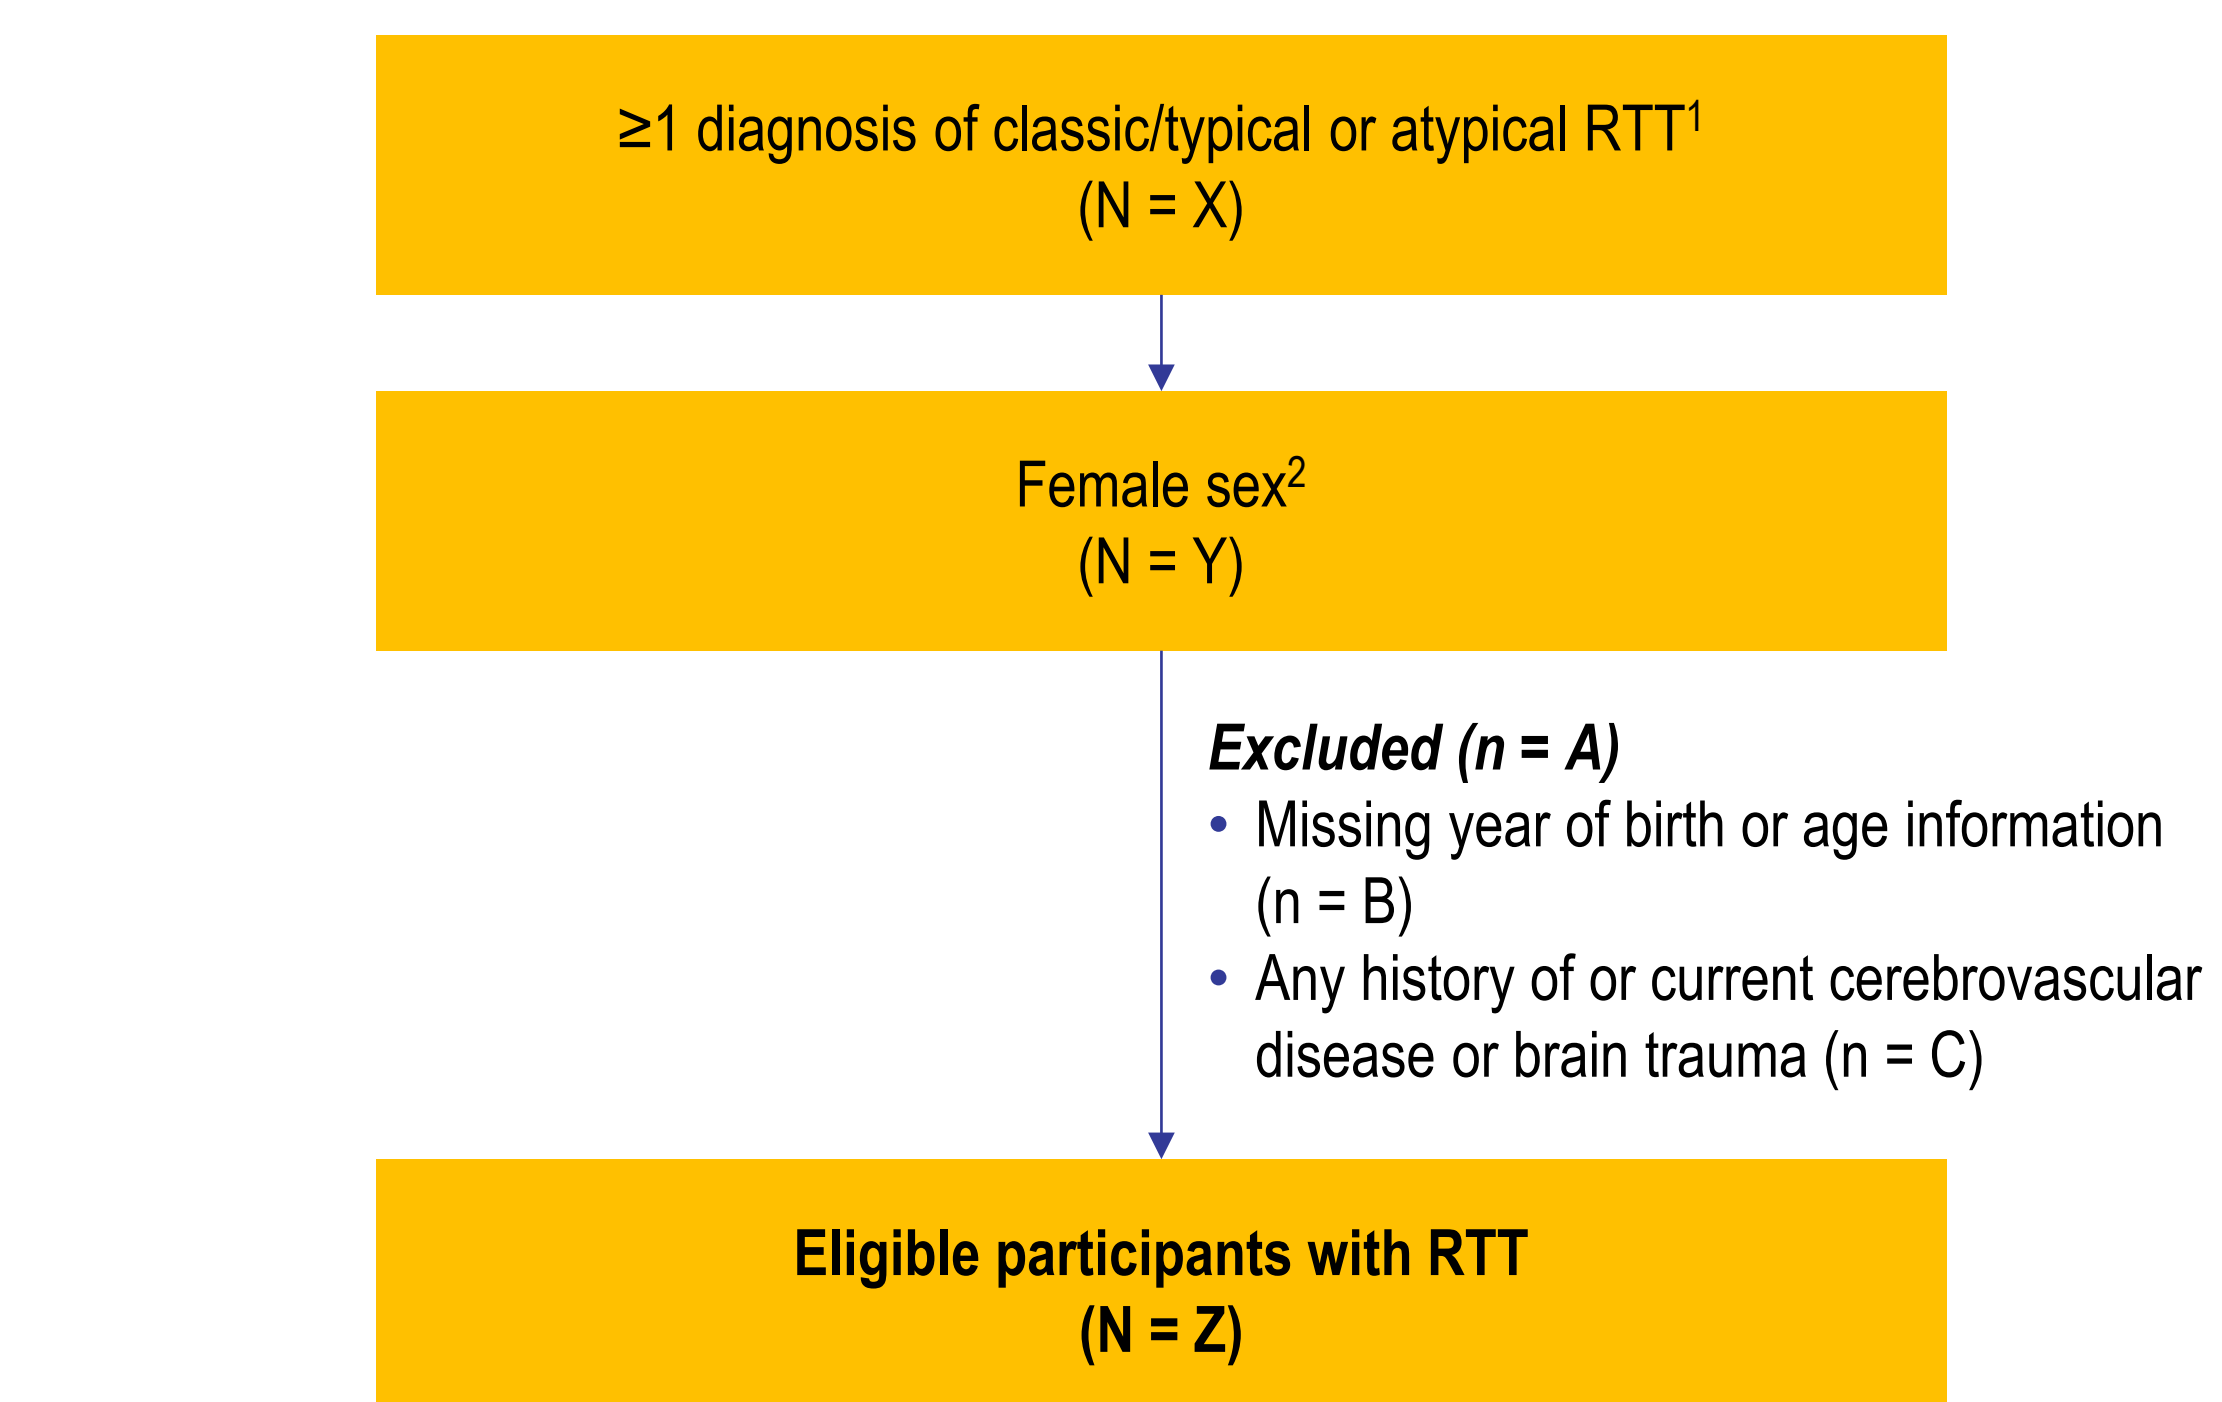 ≥1 diagnosis of classic/typical or atypical RTT¹
(N = X)
Female sex²
(N = Y)
Excluded (n = A)
• Missing year of birth or age information
(n = B)
• Any history of or current cerebrovascular
disease or brain trauma (n = C)
Eligible participants with RTT
(N = Z)